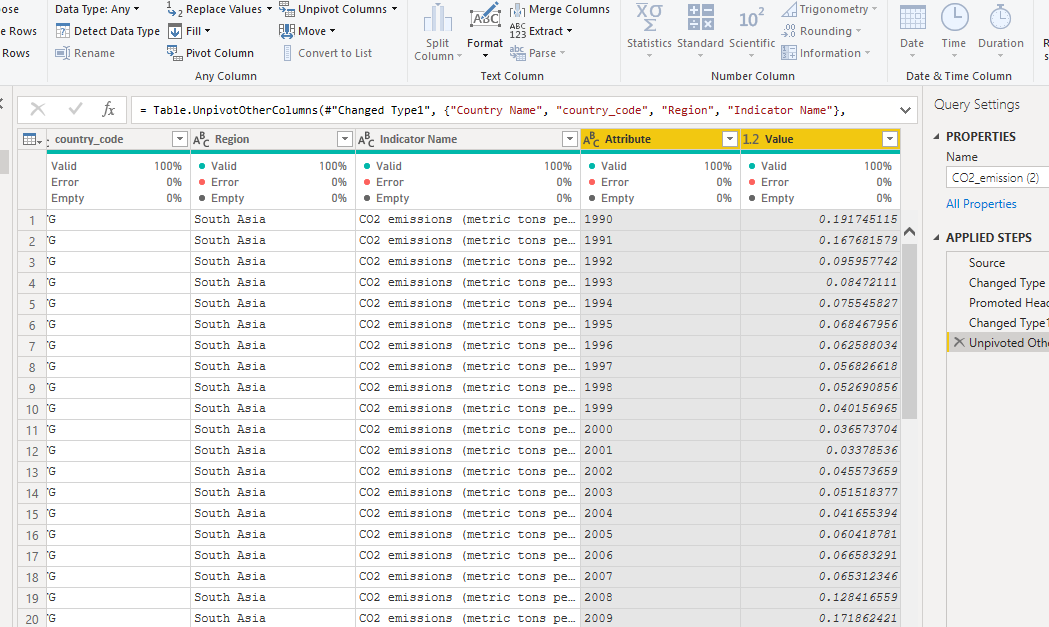 ose Data Type: Any 1 2 Replace Values Unpivot Columns Merge Columns Trigonometry
e Rows Detect Data Type Fill Move ABC 123 Extract .00 Rounding
Rows Rename Pivot Column Convert to List abc Parse Information
Split Column Format ABC Χσ Σ Statistics Standard 10² Scientific Date Time Duration
Any Column Text Column Number Column Date & Time Column
fx = Table.UnpivotOtherColumns(#"Changed Type1", {"Country Name", "country_code", "Region", "Indicator Name"},
country_code ABC Region ABC Indicator Name ABC Attribute 1.2 Value
Valid 100% Valid 100% Valid 100% Valid 100% Valid 100%
Error 0% Error 0% Error 0% Error 0% Error 0%
Empty 0% Empty 0% Empty 0% Empty 0% Empty 0%
1 G South Asia CO2 emissions (metric tons pe... 1990 0.191745115
2 G South Asia CO2 emissions (metric tons pe... 1991 0.167681579
3 G South Asia CO2 emissions (metric tons pe... 1992 0.095957742
4 G South Asia CO2 emissions (metric tons pe... 1993 0.08472111
5 G South Asia CO2 emissions (metric tons pe... 1994 0.075545827
6 G South Asia CO2 emissions (metric tons pe... 1995 0.068467956
7 G South Asia CO2 emissions (metric tons pe... 1996 0.062588034
8 G South Asia CO2 emissions (metric tons pe... 1997 0.056826618
9 G South Asia CO2 emissions (metric tons pe... 1998 0.052690856
10 G South Asia CO2 emissions (metric tons pe... 1999 0.040156965
11 G South Asia CO2 emissions (metric tons pe... 2000 0.036573704
12 G South Asia CO2 emissions (metric tons pe... 2001 0.03378536
13 G South Asia CO2 emissions (metric tons pe... 2002 0.045573659
14 G South Asia CO2 emissions (metric tons pe... 2003 0.051518377
15 G South Asia CO2 emissions (metric tons pe... 2004 0.041655394
16 G South Asia CO2 emissions (metric tons pe... 2005 0.060418781
17 G South Asia CO2 emissions (metric tons pe... 2006 0.066583291
18 G South Asia CO2 emissions (metric tons pe... 2007 0.065312346
19 G South Asia CO2 emissions (metric tons pe... 2008 0.128416559
20 G South Asia CO2 emissions (metric tons pe... 2009 0.171862421
Query Settings
PROPERTIES
Name
CO2_emission (2)
All Properties
APPLIED STEPS
Source
Changed Type
Promoted Head
Changed Type1
Unpivoted Othe